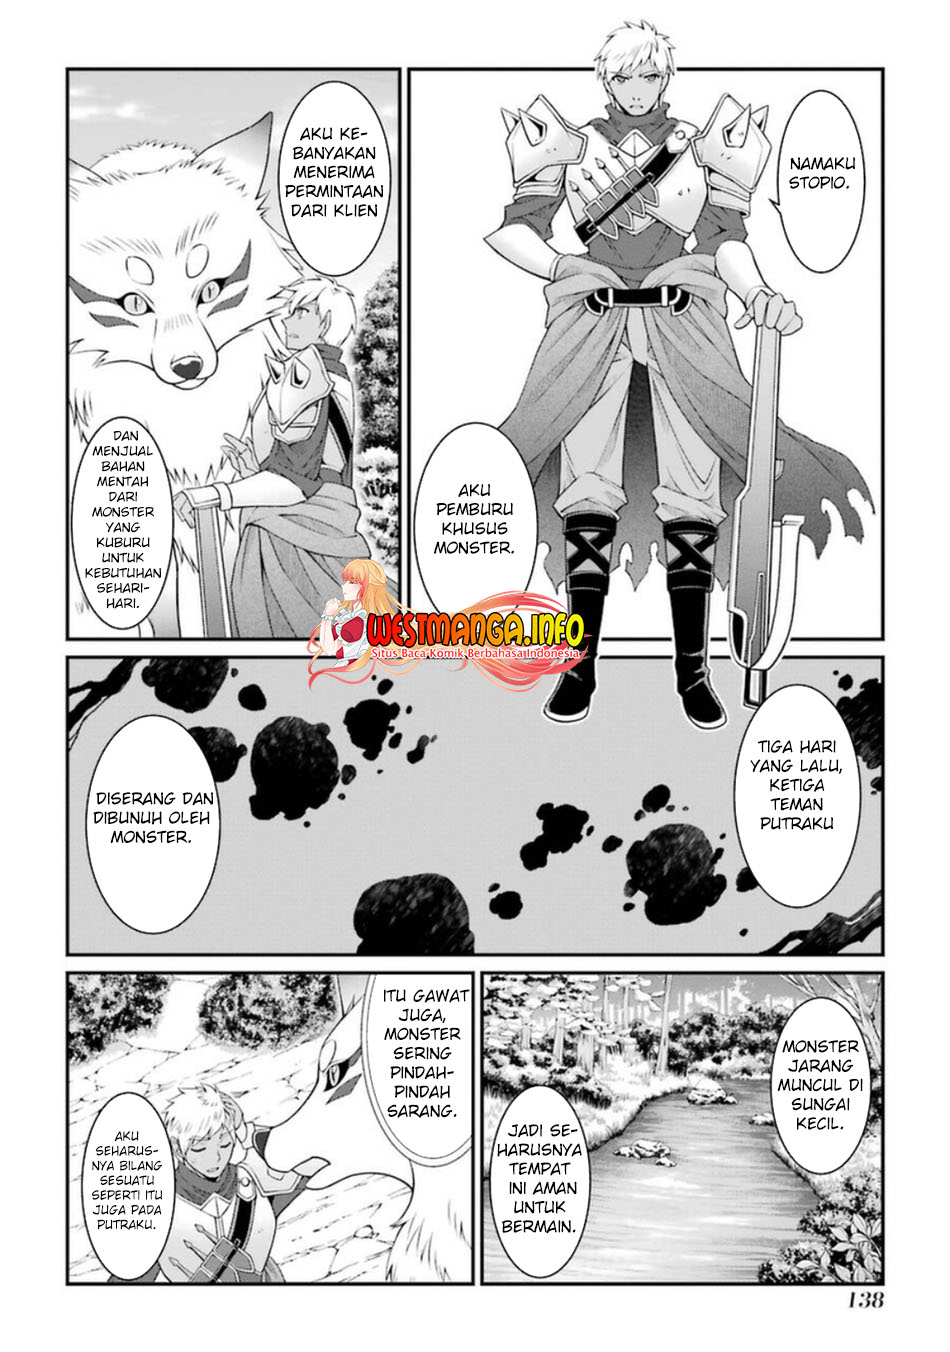 NAMAKU
STOPIO.
AKU
PEMBURU
KHUSUS
MONSTER.
AKU KE-
BANYAKAN
MENERIMA
PERMINTAAN
DARI KLIEN
DAN
MENJUAL
BAHAN
MENTAH
DARI
MONSTER
YANG
KUBURU
UNTUK
KEBUTUHAN
SEHARI-
HARI.
WESTMANGA.INFO
Situs Baca Komik Berbahasa Indonesia
TIGA HARI
YANG LALU,
KETIGA
TEMAN
PUTRAKU
DISERANG DAN
DIBUNUH OLEH
MONSTER.
MONSTER
JARANG
MUNCUL DI
SUNGAI
KECIL.
JADI SE-
HARUSNYA
TEMPAT
INI AMAN
UNTUK
BERMAIN.
ITU GAWAT
JUGA,
MONSTER
SERING
PINDAH-
PINDAH
SARANG.
AKU
SEHARUS-
NYA BILANG
SESUATU
SEPERTI ITU
JUGA PADA
PUTRAKU.
138